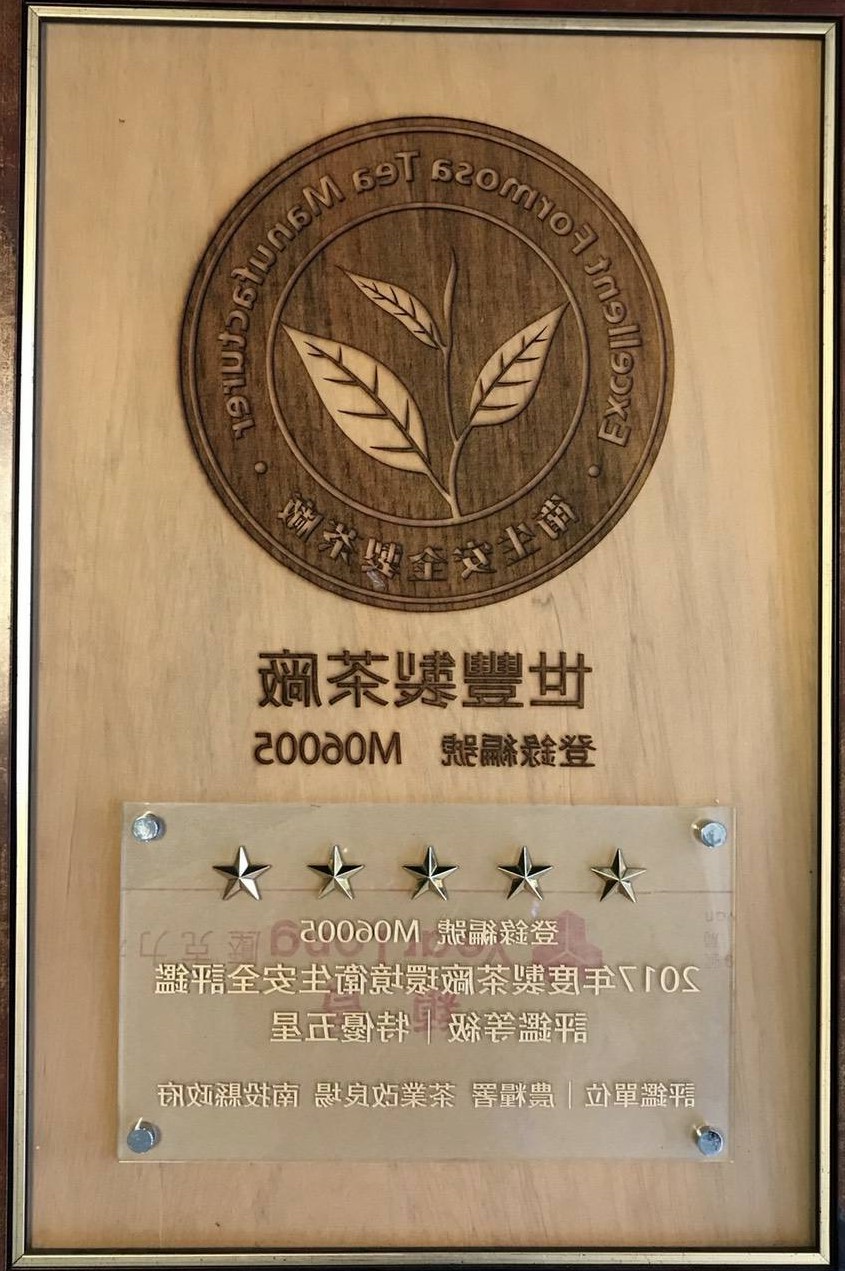 Excellent Formosa Tea Manufacturer
衛生安全製茶廠
世豐製茶廠
登錄編號 M06005
登錄編號 M06005
2017年度製茶廠環境衛生安全評鑑
評鑑等級｜特優五星
評鑑單位｜農糧署 茶業改良場 南投縣政府